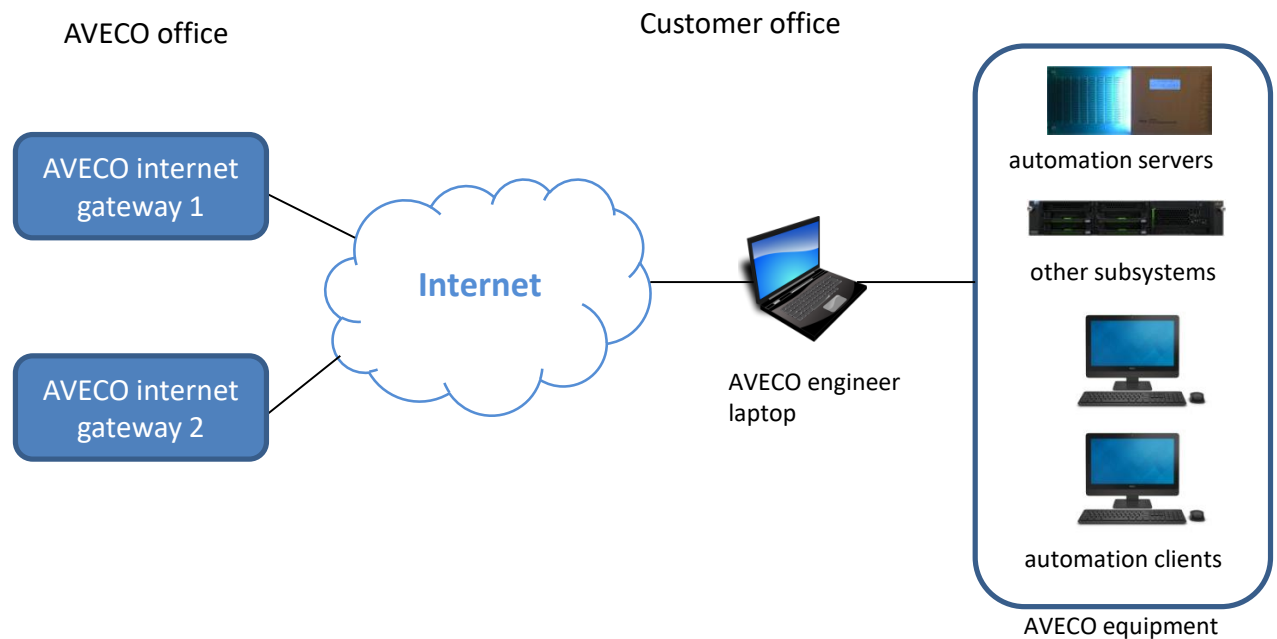 AVECO office
Customer office
AVECO internet
gateway 1
AVECO internet
gateway 2
Internet
AVECO engineer
laptop
automation servers
other subsystems
automation clients
AVECO equipment